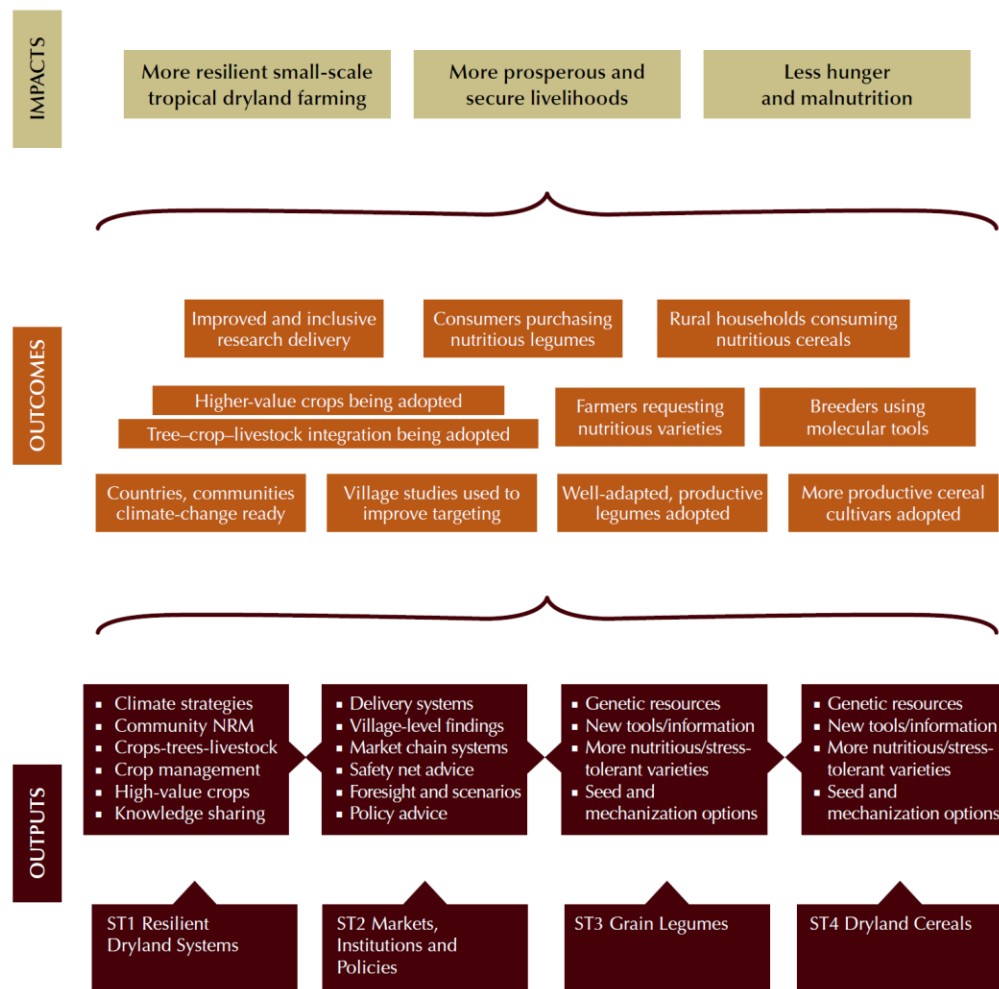 IMPACTS
More resilient small-scale
tropical dryland farming
More prosperous and
secure livelihoods
Less hunger
and malnutrition
OUTCOMES
Improved and inclusive
research delivery
Consumers purchasing
nutritious legumes
Rural households consuming
nutritious cereals
Higher-value crops being adopted
Tree–crop–livestock integration being adopted
Farmers requesting
nutritious varieties
Breeders using
molecular tools
Countries, communities
climate-change ready
Village studies used to
improve targeting
Well-adapted, productive
legumes adopted
More productive cereal
cultivars adopted
OUTPUTS
▪ Climate strategies
▪ Community NRM
▪ Crops-trees-livestock
▪ Crop management
▪ High-value crops
▪ Knowledge sharing
▪ Delivery systems
▪ Village-level findings
▪ Market chain systems
▪ Safety net advice
▪ Foresight and scenarios
▪ Policy advice
▪ Genetic resources
▪ New tools/information
▪ More nutritious/stress-
tolerant varieties
▪ Seed and
mechanization options
▪ Genetic resources
▪ New tools/information
▪ More nutritious/stress-
tolerant varieties
▪ Seed and
mechanization options
ST1 Resilient
Dryland Systems
ST2 Markets,
Institutions and
Policies
ST3 Grain Legumes
ST4 Dryland Cereals